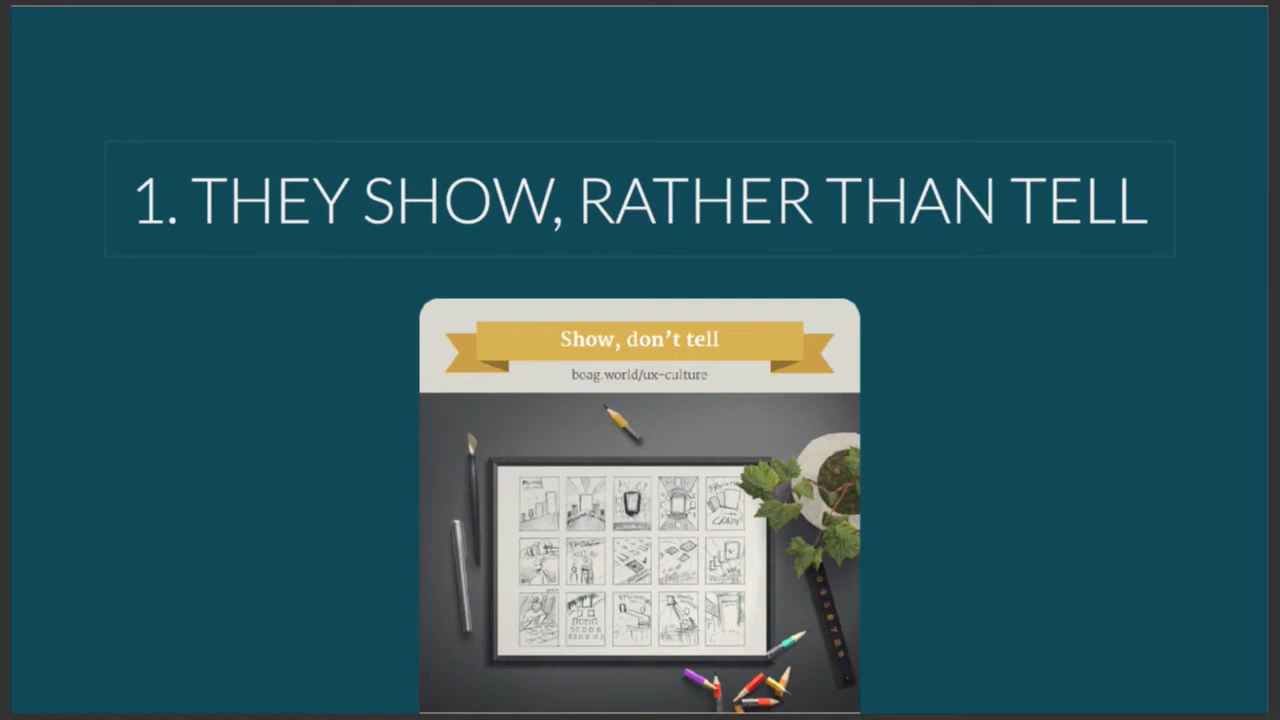 1. THEY SHOW, RATHER THAN TELL
Show, don't tell
boag.world/ux-culture